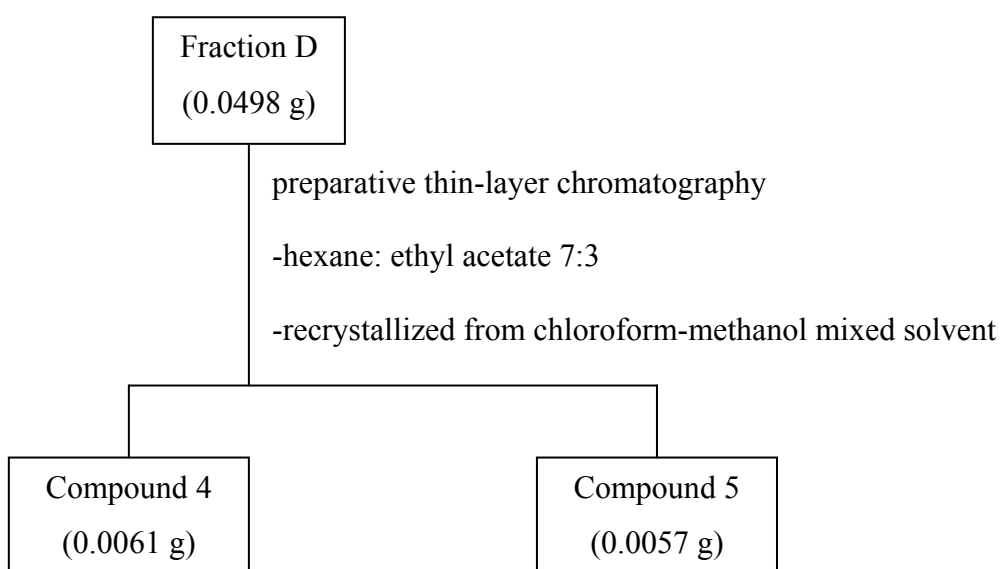 Fraction D
(0.0498 g)
preparative thin-layer chromatography
-hexane: ethyl acetate 7:3
-recrystallized from chloroform-methanol mixed solvent
Compound 4
(0.0061 g)
Compound 5
(0.0057 g)